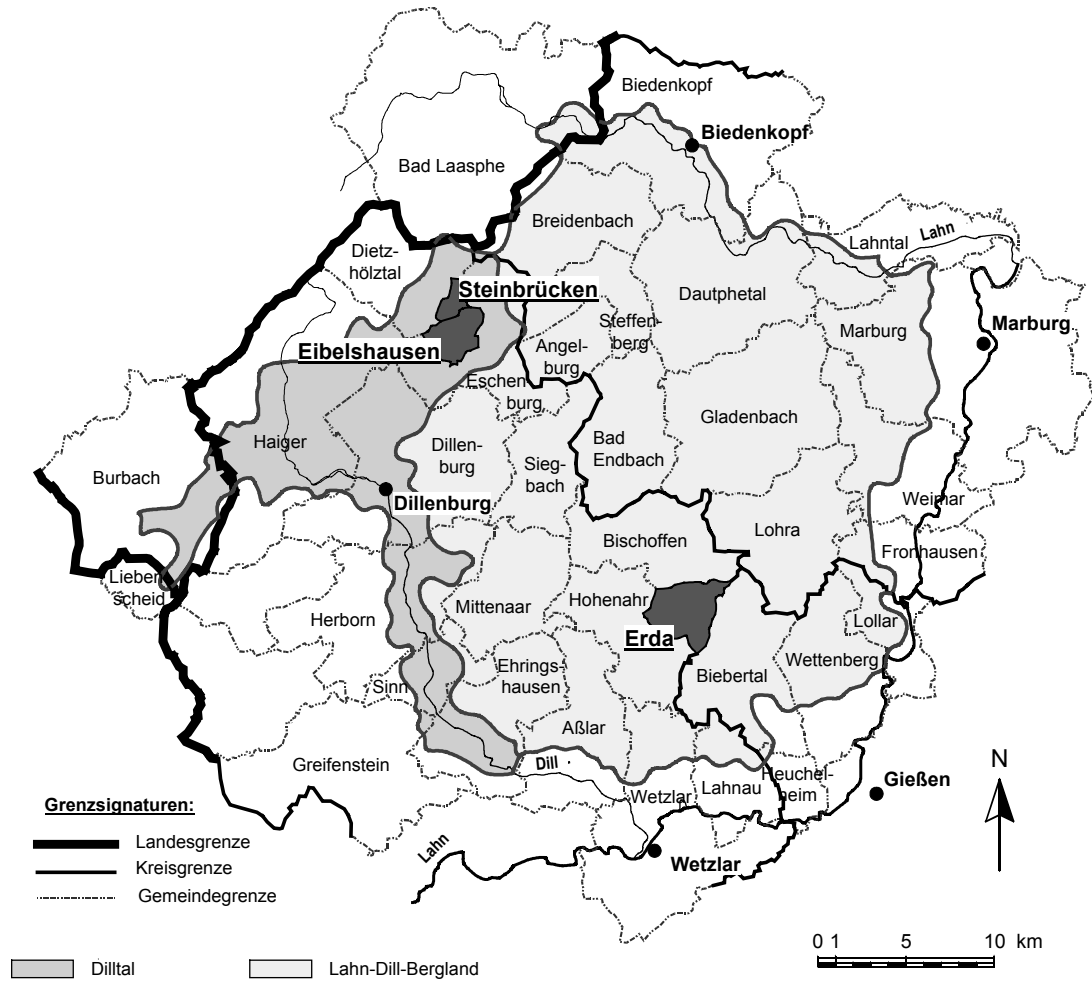 Biedenkopf
Biedenkopf
Bad Laasphe
Breidenbach
Lahntal
Lahn
Dietz-
hölztal
Steinbrücken
Dautphetal
Steffen-
berg
Marburg
Marburg
Eibelshausen
Angel-
burg
Eschen
burg
Gladenbach
Haiger
Dillen-
burg
Bad
Endbach
Sieg-
bach
Burbach
Dillenburg
Weimar
Lohra
Bischoffen
Fronhausen
Lieben
scheid
Mittenaar
Hohenahr
Herborn
Lollar
Erda
Wettenberg
Ehrings-
hausen
Biebertal
Sinn
Aßlar
Greifenstein
Dill
N
Heuchel-
heim
Wetzlar
Lahnau
Gießen
Grenzsignaturen:
Landesgrenze
Kreisgrenze
Gemeindegrenze
Lahn
Wetzlar
0 1 5 10 km
Dilltal
Lahn-Dill-Bergland